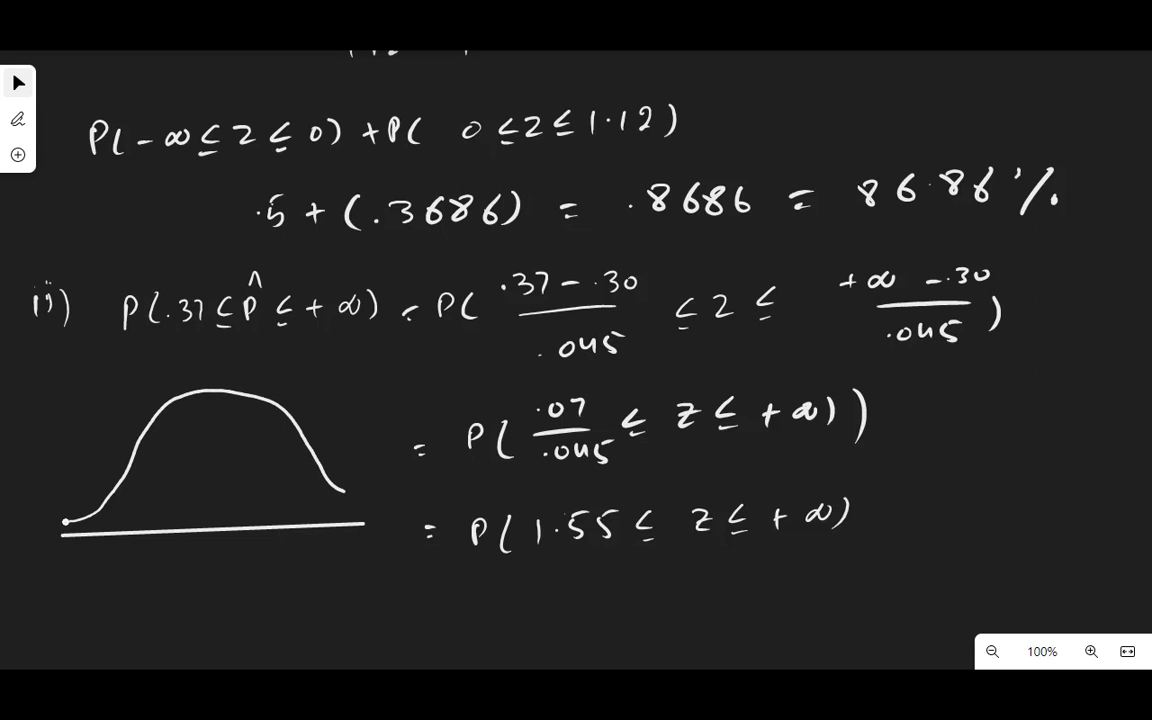 P( -∞ ≤ z ≤ 0) + P( 0 ≤ z ≤ 1.12)
.5 + (.3686) = .8686 = 86.86 %
ii) P(.37 ≤ p̂ ≤ +∞) = P( .37 - .30 / .045 ≤ z ≤ +∞ - .30 / .045 )
= P( .07 / .045 ≤ z ≤ +∞) )
= P( 1.55 ≤ z ≤ +∞)
100%